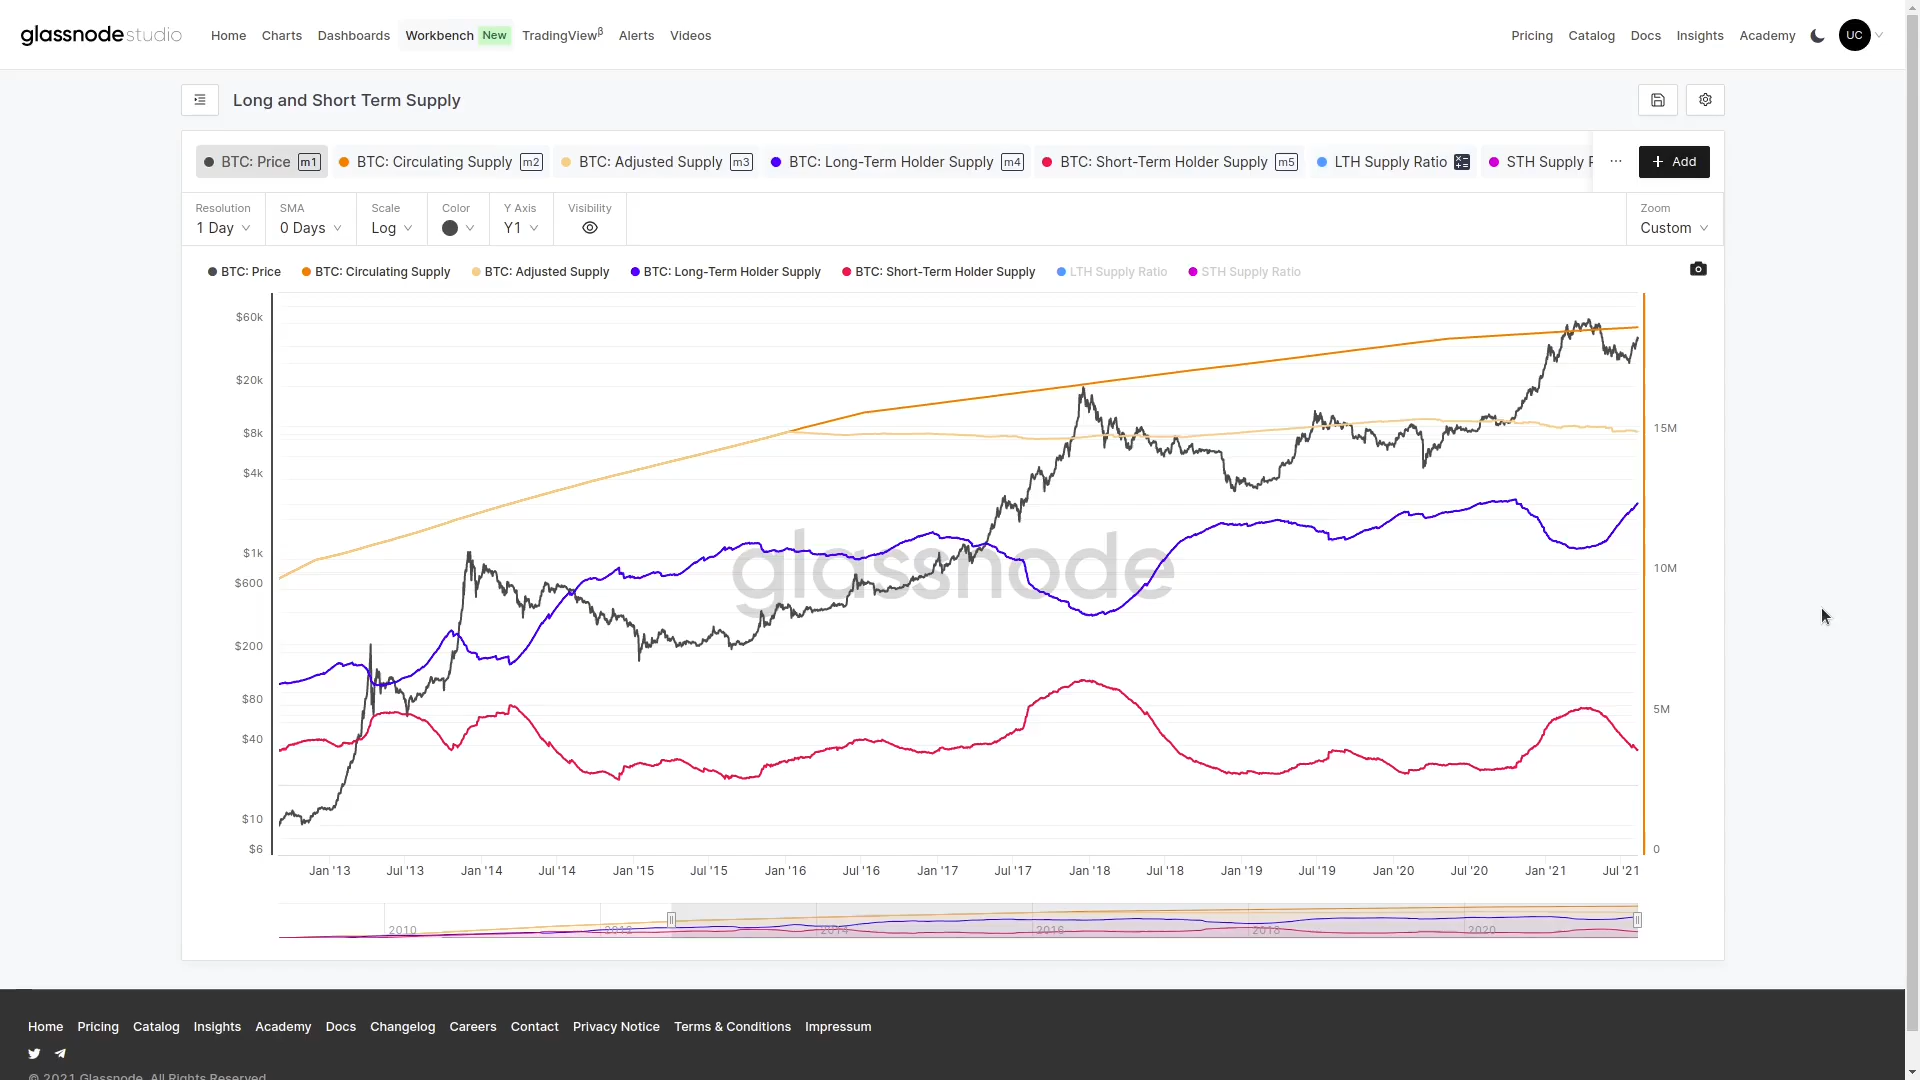 glassnode studio Home Charts Dashboards Workbench New TradingViewβ Alerts Videos Pricing Catalog Docs Insights Academy UC
Long and Short Term Supply
BTC: Price m1 BTC: Circulating Supply m2 BTC: Adjusted Supply m3 BTC: Long-Term Holder Supply m4 BTC: Short-Term Holder Supply m5 LTH Supply Ratio STH Supply R ... + Add
Resolution SMA Scale Color Y Axis Visibility Zoom
1 Day 0 Days Log Y1 Custom
BTC: Price BTC: Circulating Supply BTC: Adjusted Supply BTC: Long-Term Holder Supply BTC: Short-Term Holder Supply LTH Supply Ratio STH Supply Ratio
$60k
$20k
$8k 15M
$4k
glassnode
$1k
10M
$600
$200
$80
5M
$40
$10
$6 0
Jan '13 Jul '13 Jan '14 Jul '14 Jan '15 Jul '15 Jan '16 Jul '16 Jan '17 Jul '17 Jan '18 Jul '18 Jan '19 Jul '19 Jan '20 Jul '20 Jan '21 Jul '21
2010 2012 2014 2016 2018 2020
Home Pricing Catalog Insights Academy Docs Changelog Careers Contact Privacy Notice Terms & Conditions Impressum
© 2021 Glassnode. All Rights Reserved